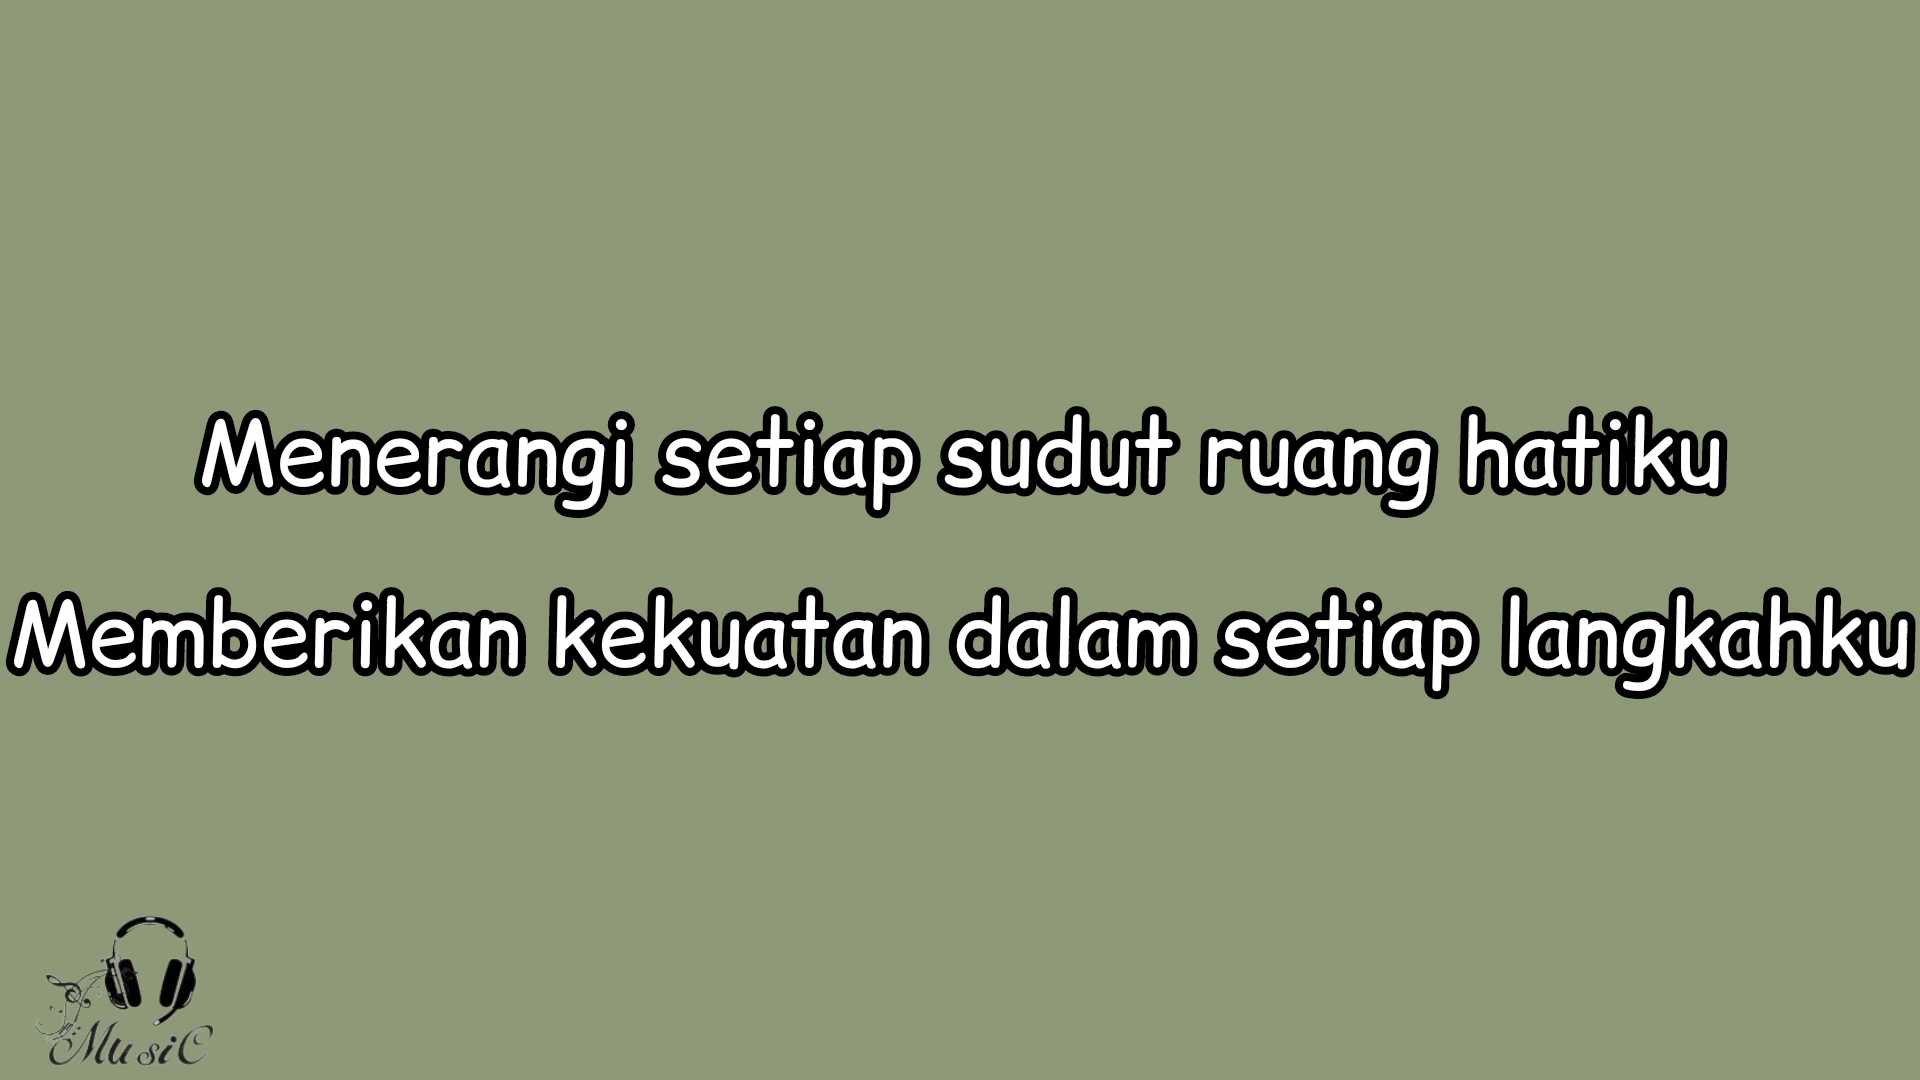 Menerangi setiap sudut ruang hatiku
Memberikan kekuatan dalam setiap langkahku
MusiC